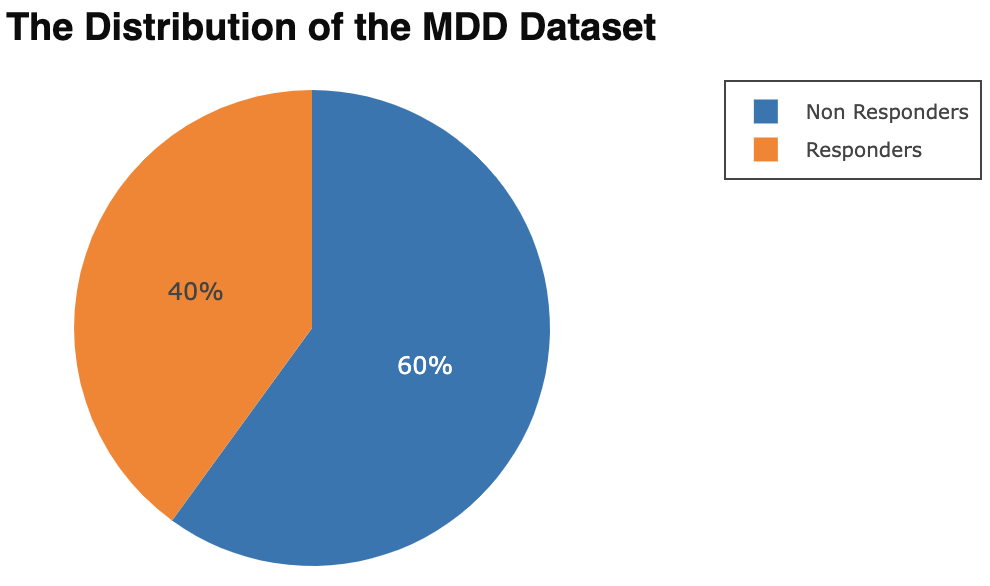 The Distribution of the MDD Dataset
Non Responders
Responders
40%
60%